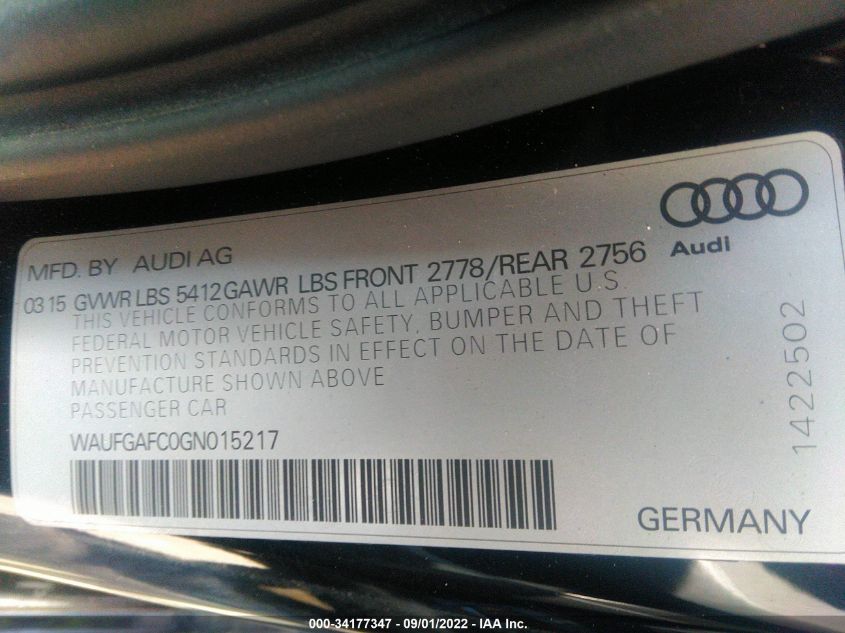 Audi
MFD. BY AUDI AG
03 15 GVWR LBS 5412 GAWR LBS FRONT 2778/REAR 2756
THIS VEHICLE CONFORMS TO ALL APPLICABLE U.S.
FEDERAL MOTOR VEHICLE SAFETY, BUMPER AND THEFT
PREVENTION STANDARDS IN EFFECT ON THE DATE OF
MANUFACTURE SHOWN ABOVE
PASSENGER CAR
WAUFGAFC0GN015217
1422502
GERMANY
000-34177347 - 09/01/2022 - IAA Inc.